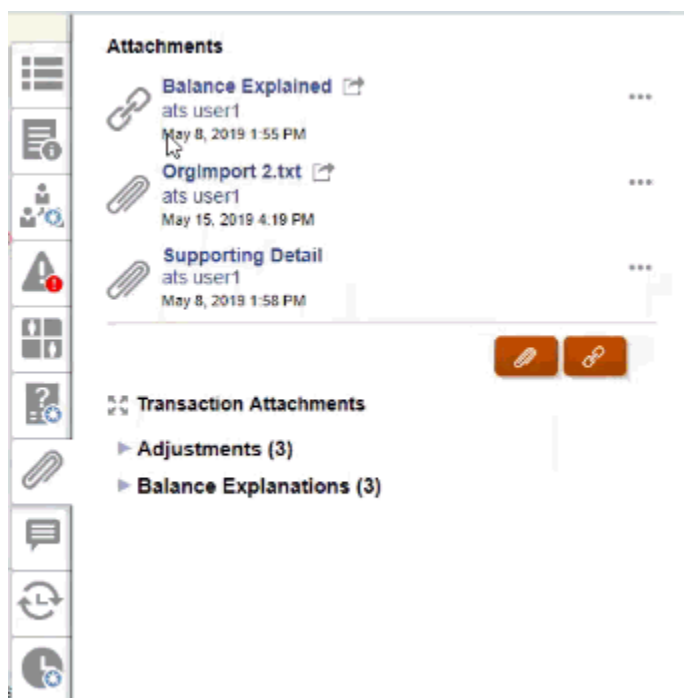 Attachments
Balance Explained
ats user1
May 8, 2019 1:55 PM
OrgImport 2.txt
ats user1
May 15, 2019 4:19 PM
Supporting Detail
ats user1
May 8, 2019 1:58 PM
Transaction Attachments
Adjustments (3)
Balance Explanations (3)